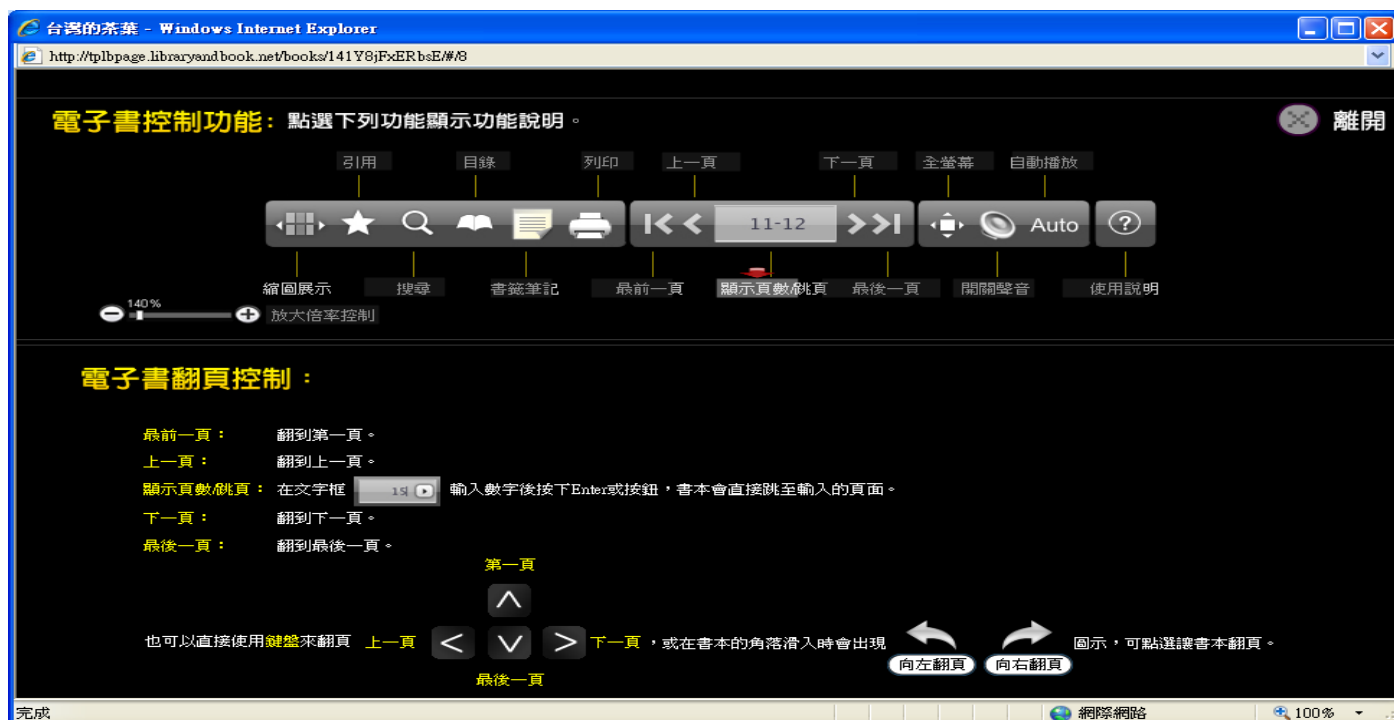 台灣的茶葉 - Windows Internet Explorer
http://tplbpage.libraryandbook.net/books/141Y8jFxERbsE/#/8
電子書控制功能：點選下列功能顯示功能說明。 離開
引用 目錄 列印 上一頁 下一頁 全螢幕 自動播放
11-12 Auto ?
縮圖展示 搜尋 書籤筆記 最前一頁 顯示頁數/跳頁 最後一頁 開關聲音 使用說明
140%
放大倍率控制
電子書翻頁控制：
最前一頁： 翻到第一頁。
上一頁： 翻到上一頁。
顯示頁數/跳頁： 在文字框 15 輸入數字後按下Enter或按鈕，書本會直接跳至輸入的頁面。
下一頁： 翻到下一頁。
最後一頁： 翻到最後一頁。
第一頁
也可以直接使用鍵盤來翻頁 上一頁 下一頁，或在書本的角落滑入時會出現 圖示，可點選讓書本翻頁。
向左翻頁 向右翻頁
最後一頁
完成 網際網路 100%